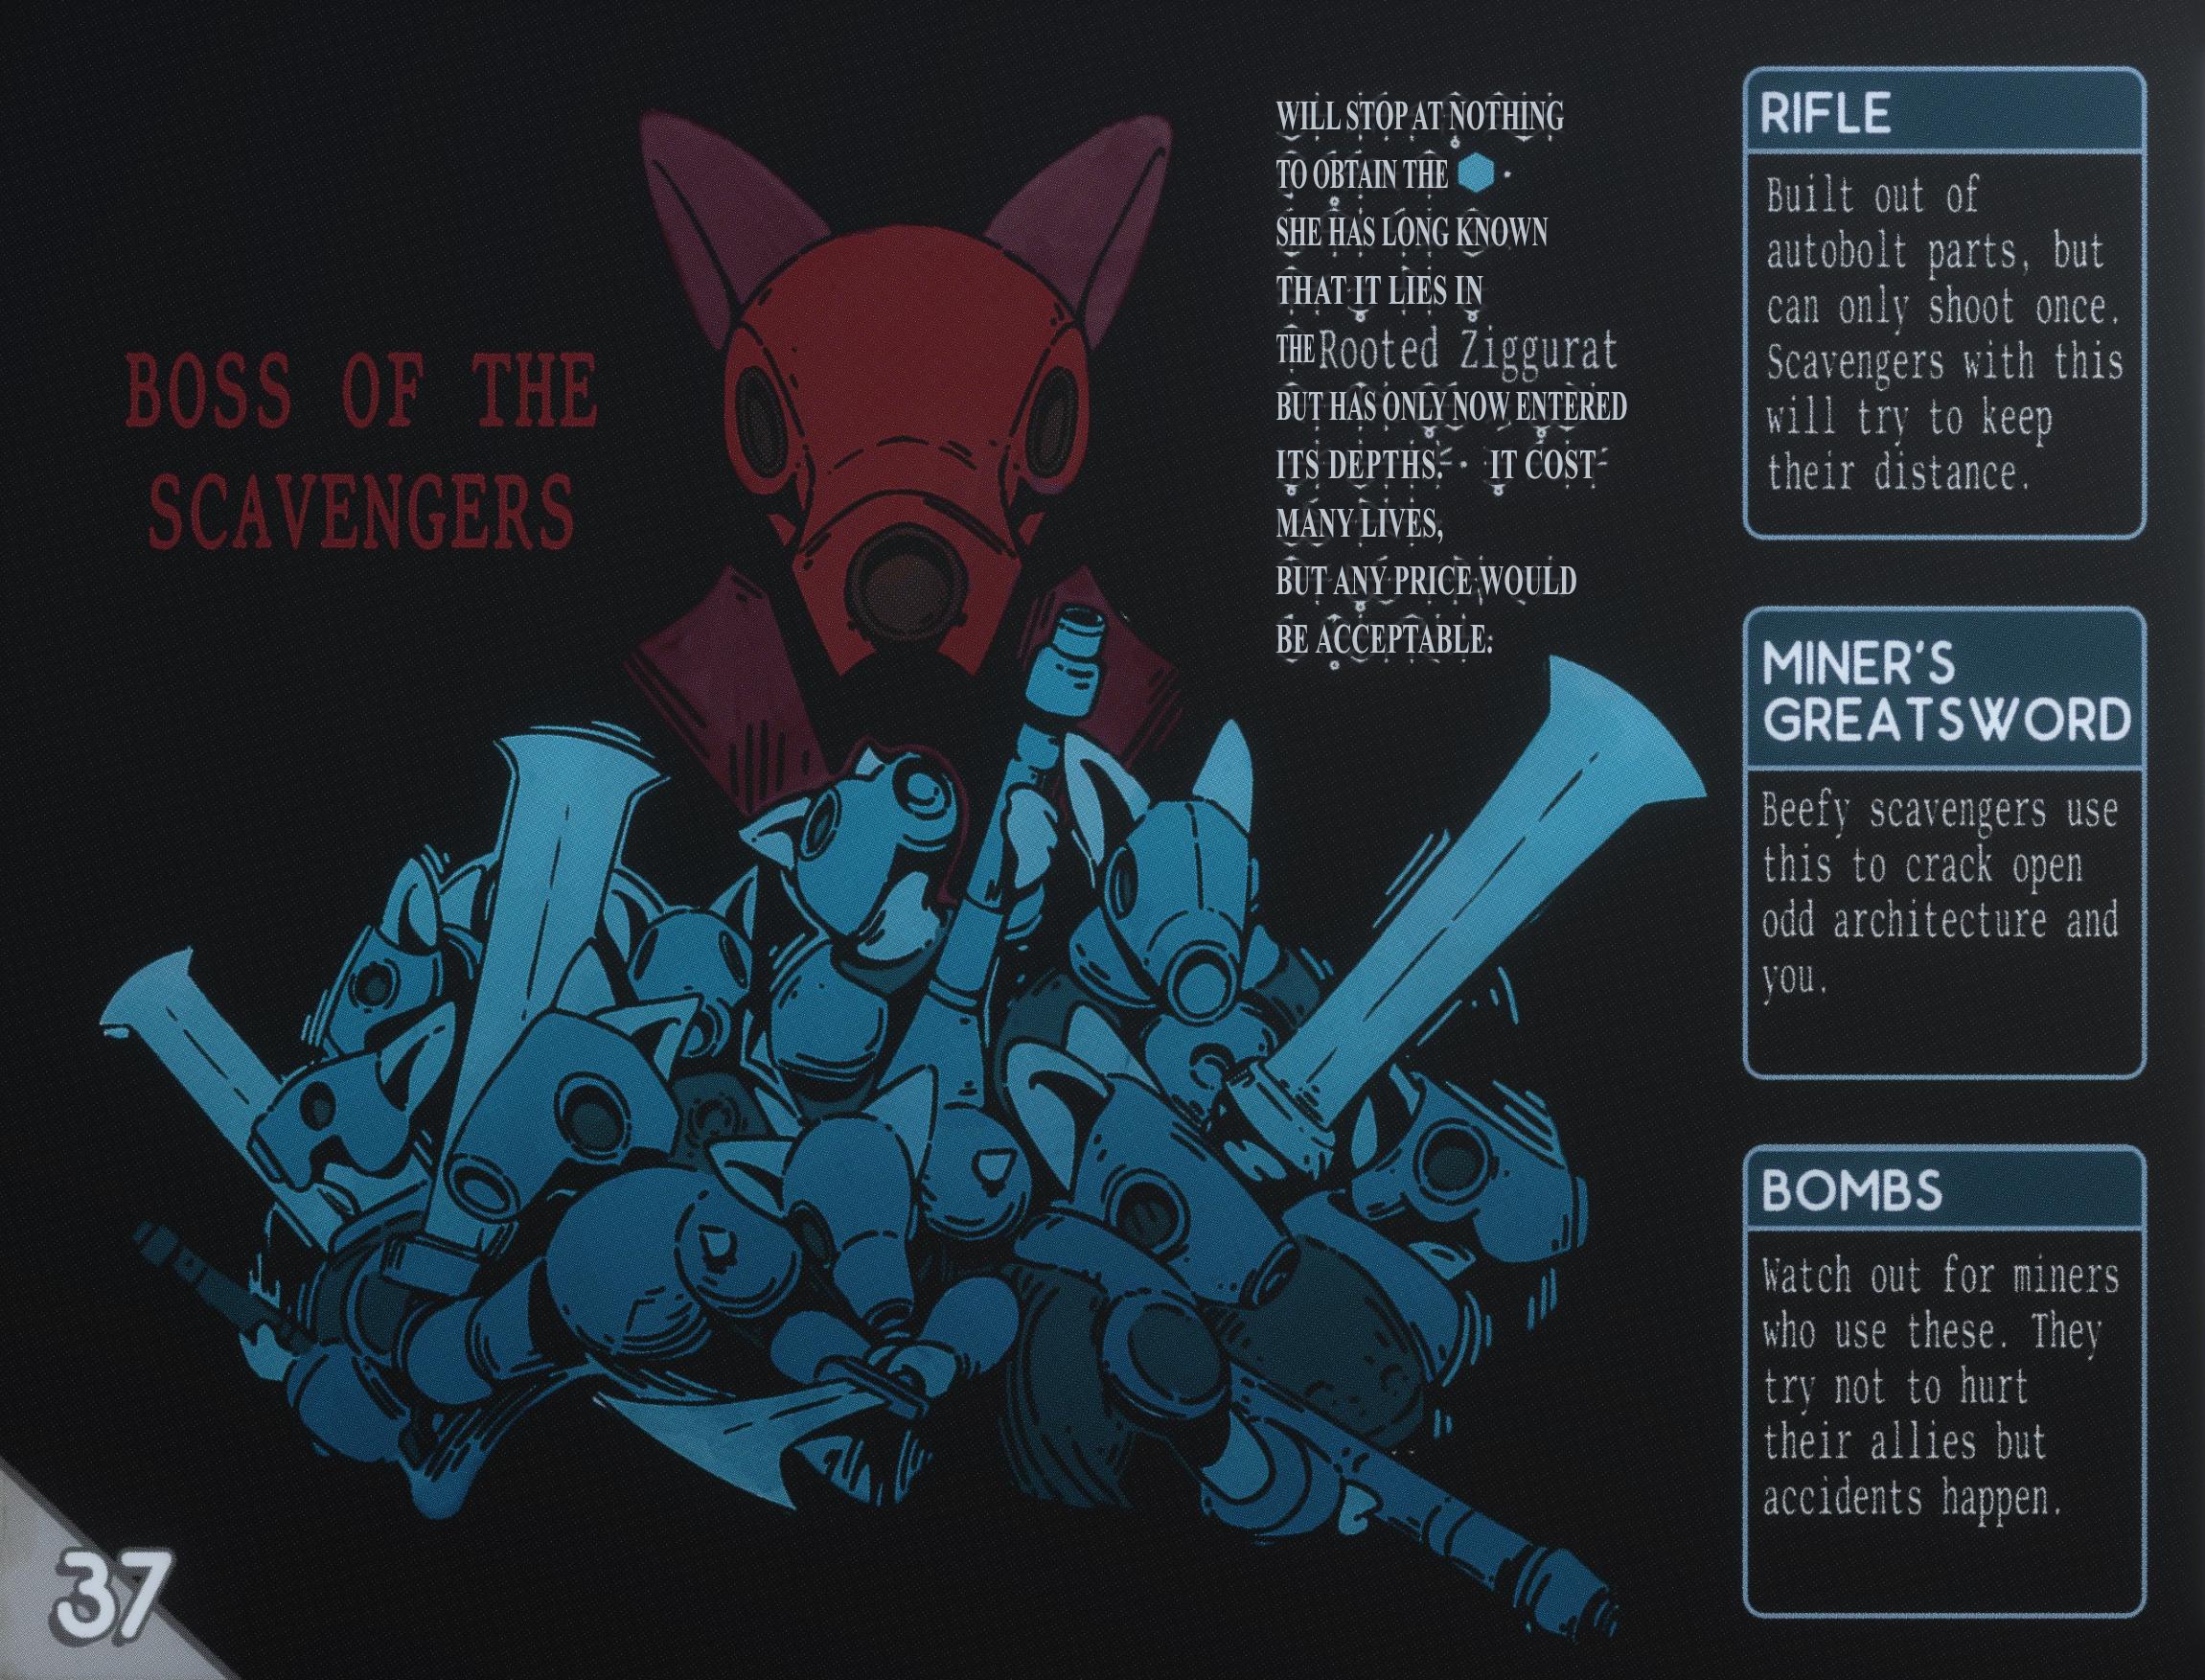 BOSS OF THE
SCAVENGERS
WILL STOP AT NOTHING
TO OBTAIN THE
SHE HAS LONG KNOWN
THAT IT LIES IN
THE Rooted Ziggurat
BUT HAS ONLY NOW ENTERED
ITS DEPTHS. IT COST
MANY LIVES,
BUT ANY PRICE WOULD
BE ACCEPTABLE.
RIFLE
Built out of
autobolt parts, but
can only shoot once.
Scavengers with this
will try to keep
their distance.
MINER'S
GREATSWORD
Beefy scavengers use
this to crack open
odd architecture and
you.
BOMBS
Watch out for miners
who use these. They
try not to hurt
their allies but
accidents happen.
37